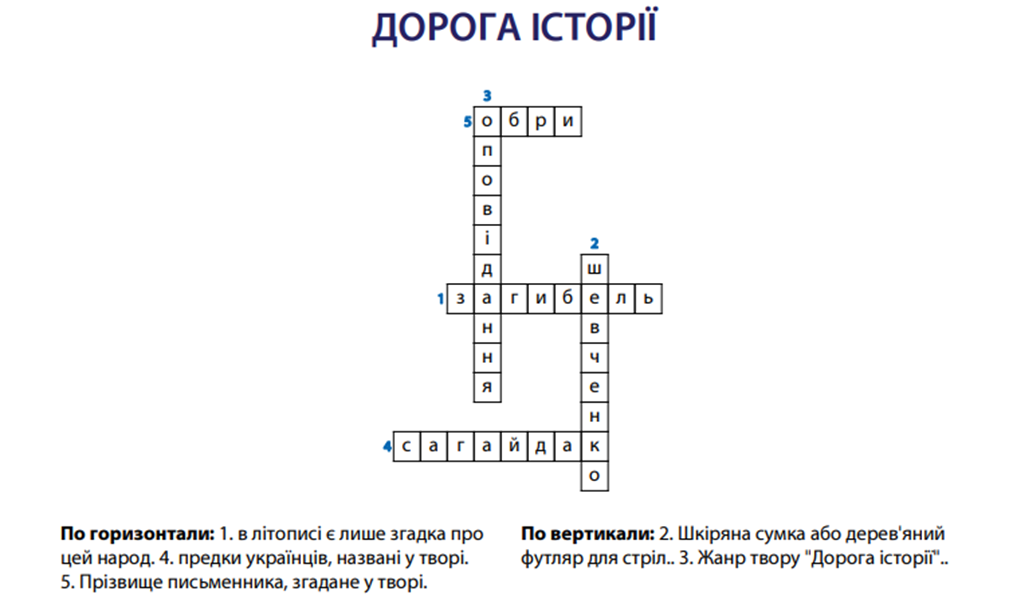 ДОРОГА ІСТОРІЇ
3
5 обри
п
о
в
і
2
д ш
1 загибель
н в
н ч
я е
н
4 сагайдак
о
По горизонтали: 1. в літописі є лише згадка про
цей народ. 4. предки українців, названі у творі.
5. Прізвище письменника, згадане у творі.
По вертикали: 2. Шкіряна сумка або дерев'яний
футляр для стріл.. 3. Жанр твору "Дорога історії"..